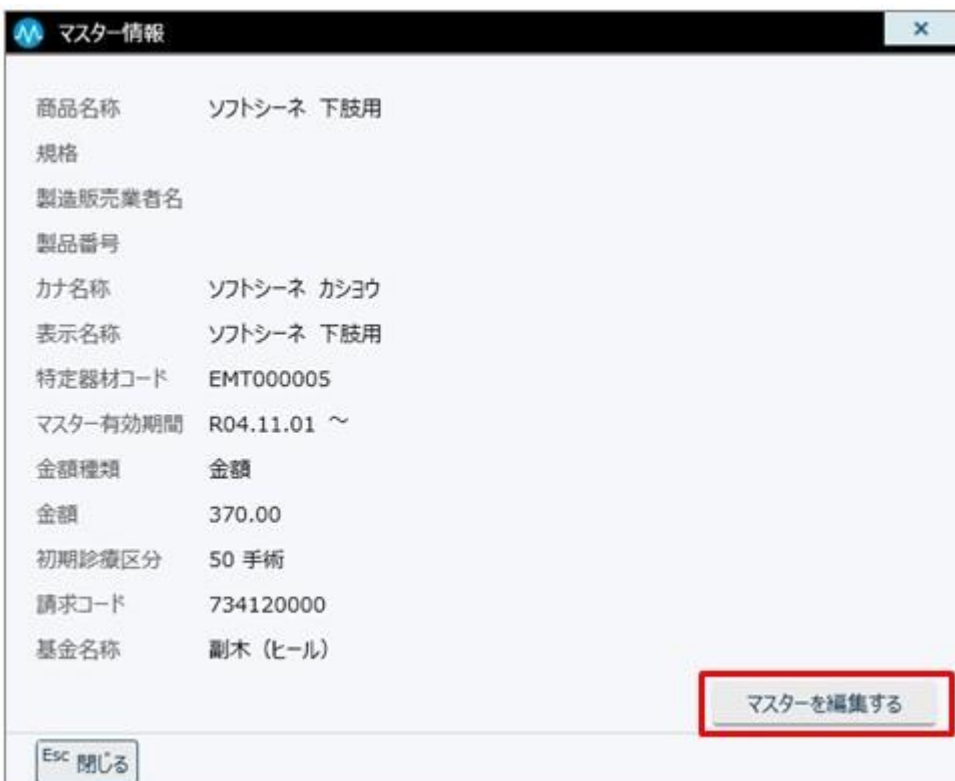 マスター情報
×
商品名称 ソフトシーネ 下肢用
規格
製造販売業者名
製品番号
カナ名称 ソフトシーネ カシヨウ
表示名称 ソフトシーネ 下肢用
特定器材コード EMT000005
マスター有効期間 R04.11.01 ～
金額種類 金額
金額 370.00
初期診療区分 50 手術
請求コード 734120000
基金名称 副木（ヒール）
マスターを編集する
Esc 閉じる